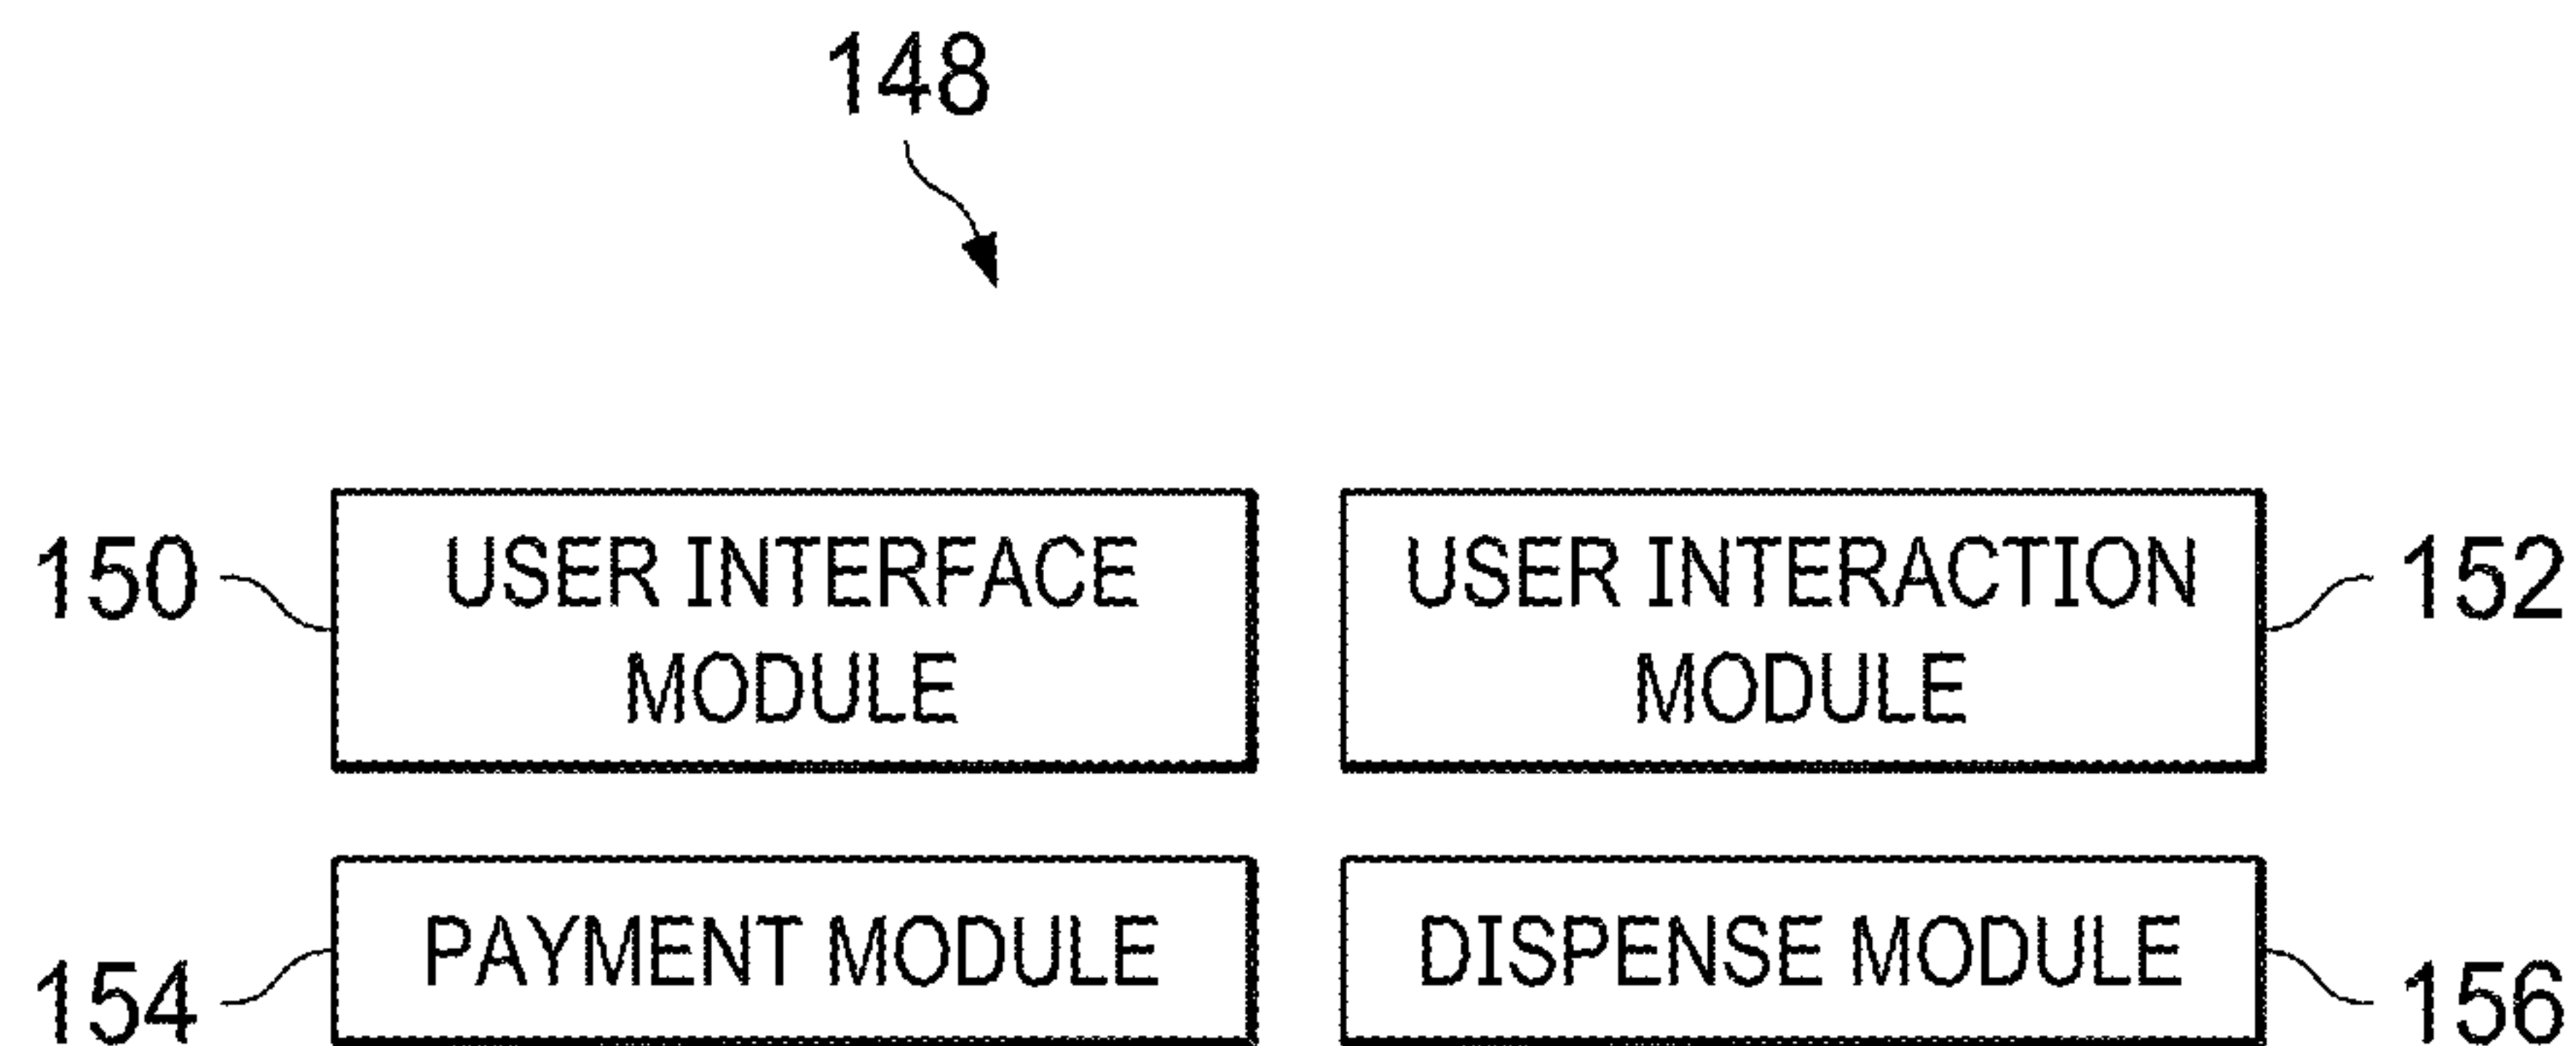 148
150
USER INTERFACE
MODULE
USER INTERACTION
MODULE
152
154
PAYMENT MODULE
DISPENSE MODULE
156